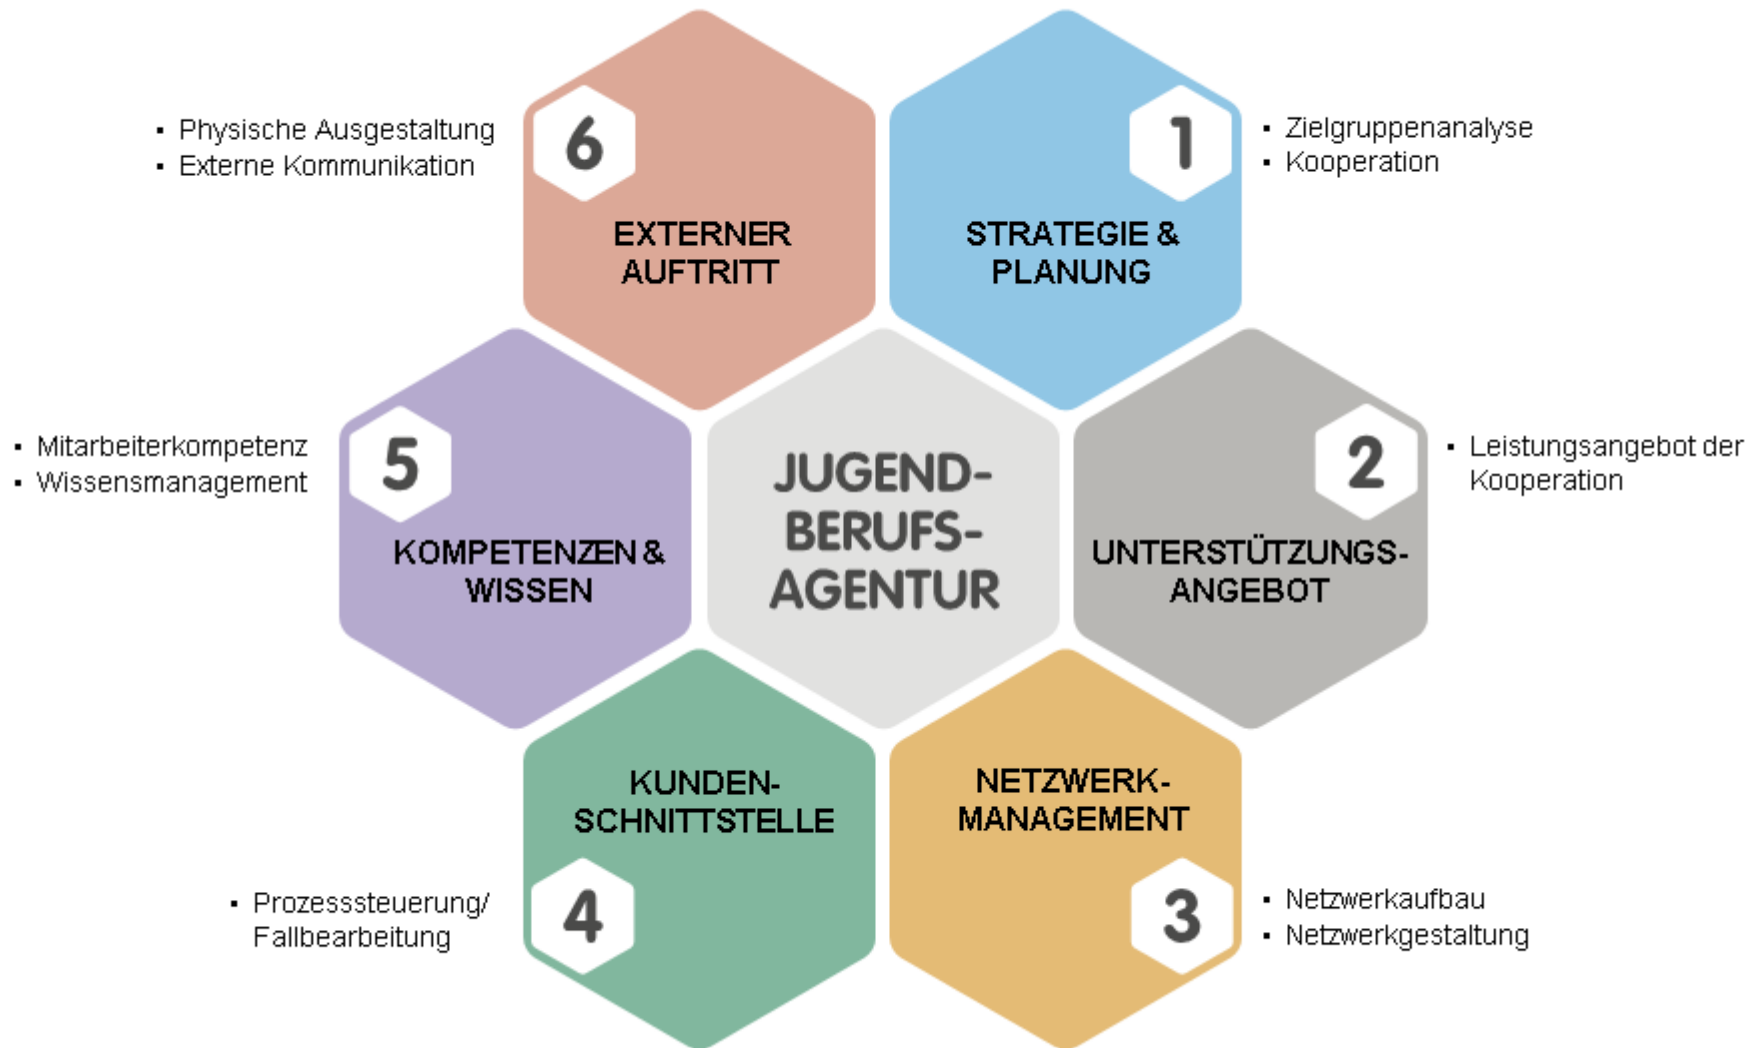 JUGEND-
BERUFS-
AGENTUR
1
STRATEGIE &
PLANUNG
▪ Zielgruppenanalyse
▪ Kooperation
2
UNTERSTÜTZUNGS-
ANGEBOT
▪ Leistungsangebot der
Kooperation
3
NETZWERK-
MANAGEMENT
▪ Netzwerkaufbau
▪ Netzwerkgestaltung
4
KUNDEN-
SCHNITTSTELLE
▪ Prozesssteuerung/
Fallbearbeitung
5
KOMPETENZEN &
WISSEN
▪ Mitarbeiterkompetenz
▪ Wissensmanagement
6
EXTERNER
AUFTRITT
▪ Physische Ausgestaltung
▪ Externe Kommunikation